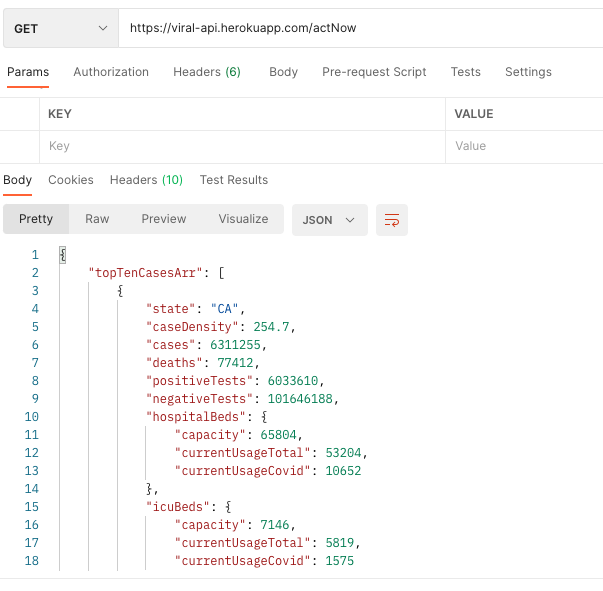 GET https://viral-api.herokuapp.com/actNow
Params Authorization Headers (6) Body Pre-request Script Tests Settings
KEY VALUE
Key Value
Body Cookies Headers (10) Test Results
Pretty Raw Preview Visualize JSON
1 {
2 "topTenCasesArr": [
3 {
4 "state": "CA",
5 "caseDensity": 254.7,
6 "cases": 6311255,
7 "deaths": 77412,
8 "positiveTests": 6033610,
9 "negativeTests": 101646188,
10 "hospitalBeds": {
11 "capacity": 65804,
12 "currentUsageTotal": 53204,
13 "currentUsageCovid": 10652
14 },
15 "icuBeds": {
16 "capacity": 7146,
17 "currentUsageTotal": 5819,
18 "currentUsageCovid": 1575